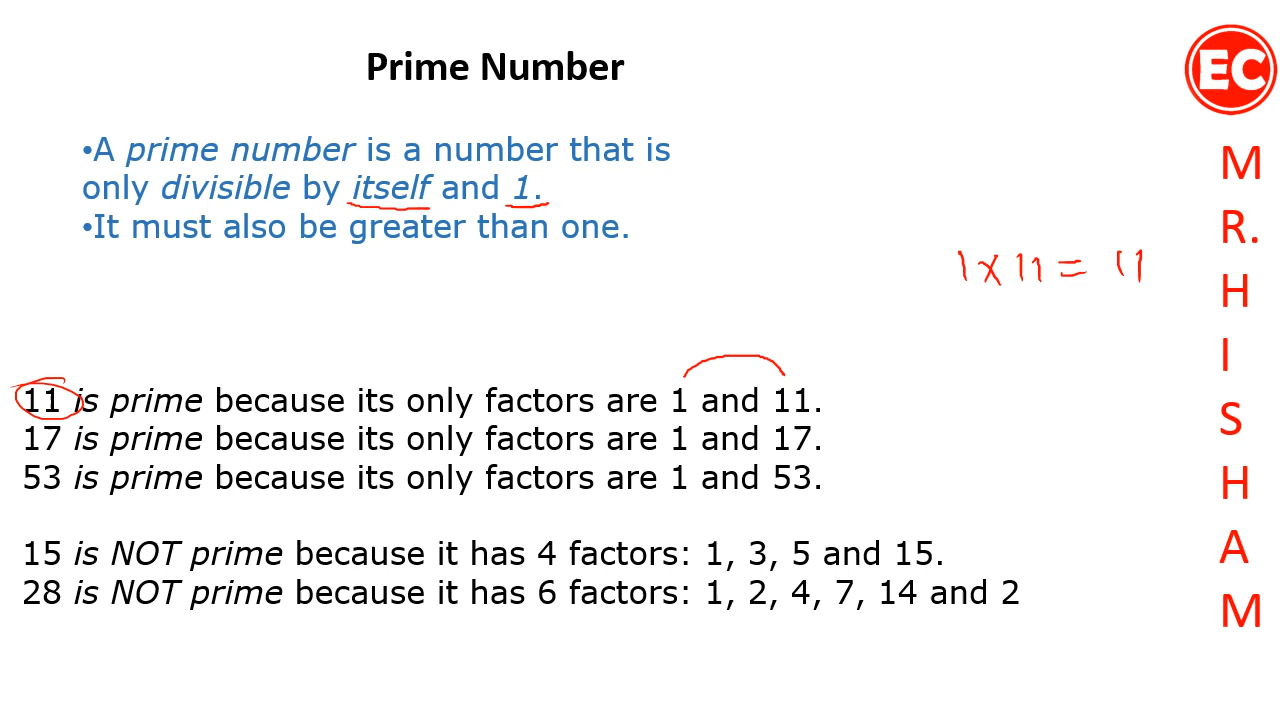 Prime Number
•A prime number is a number that is
only divisible by itself and 1.
•It must also be greater than one.
1 x 11 = 11
11 is prime because its only factors are 1 and 11.
17 is prime because its only factors are 1 and 17.
53 is prime because its only factors are 1 and 53.
15 is NOT prime because it has 4 factors: 1, 3, 5 and 15.
28 is NOT prime because it has 6 factors: 1, 2, 4, 7, 14 and 2
EC
M
R.
H
I
S
H
A
M